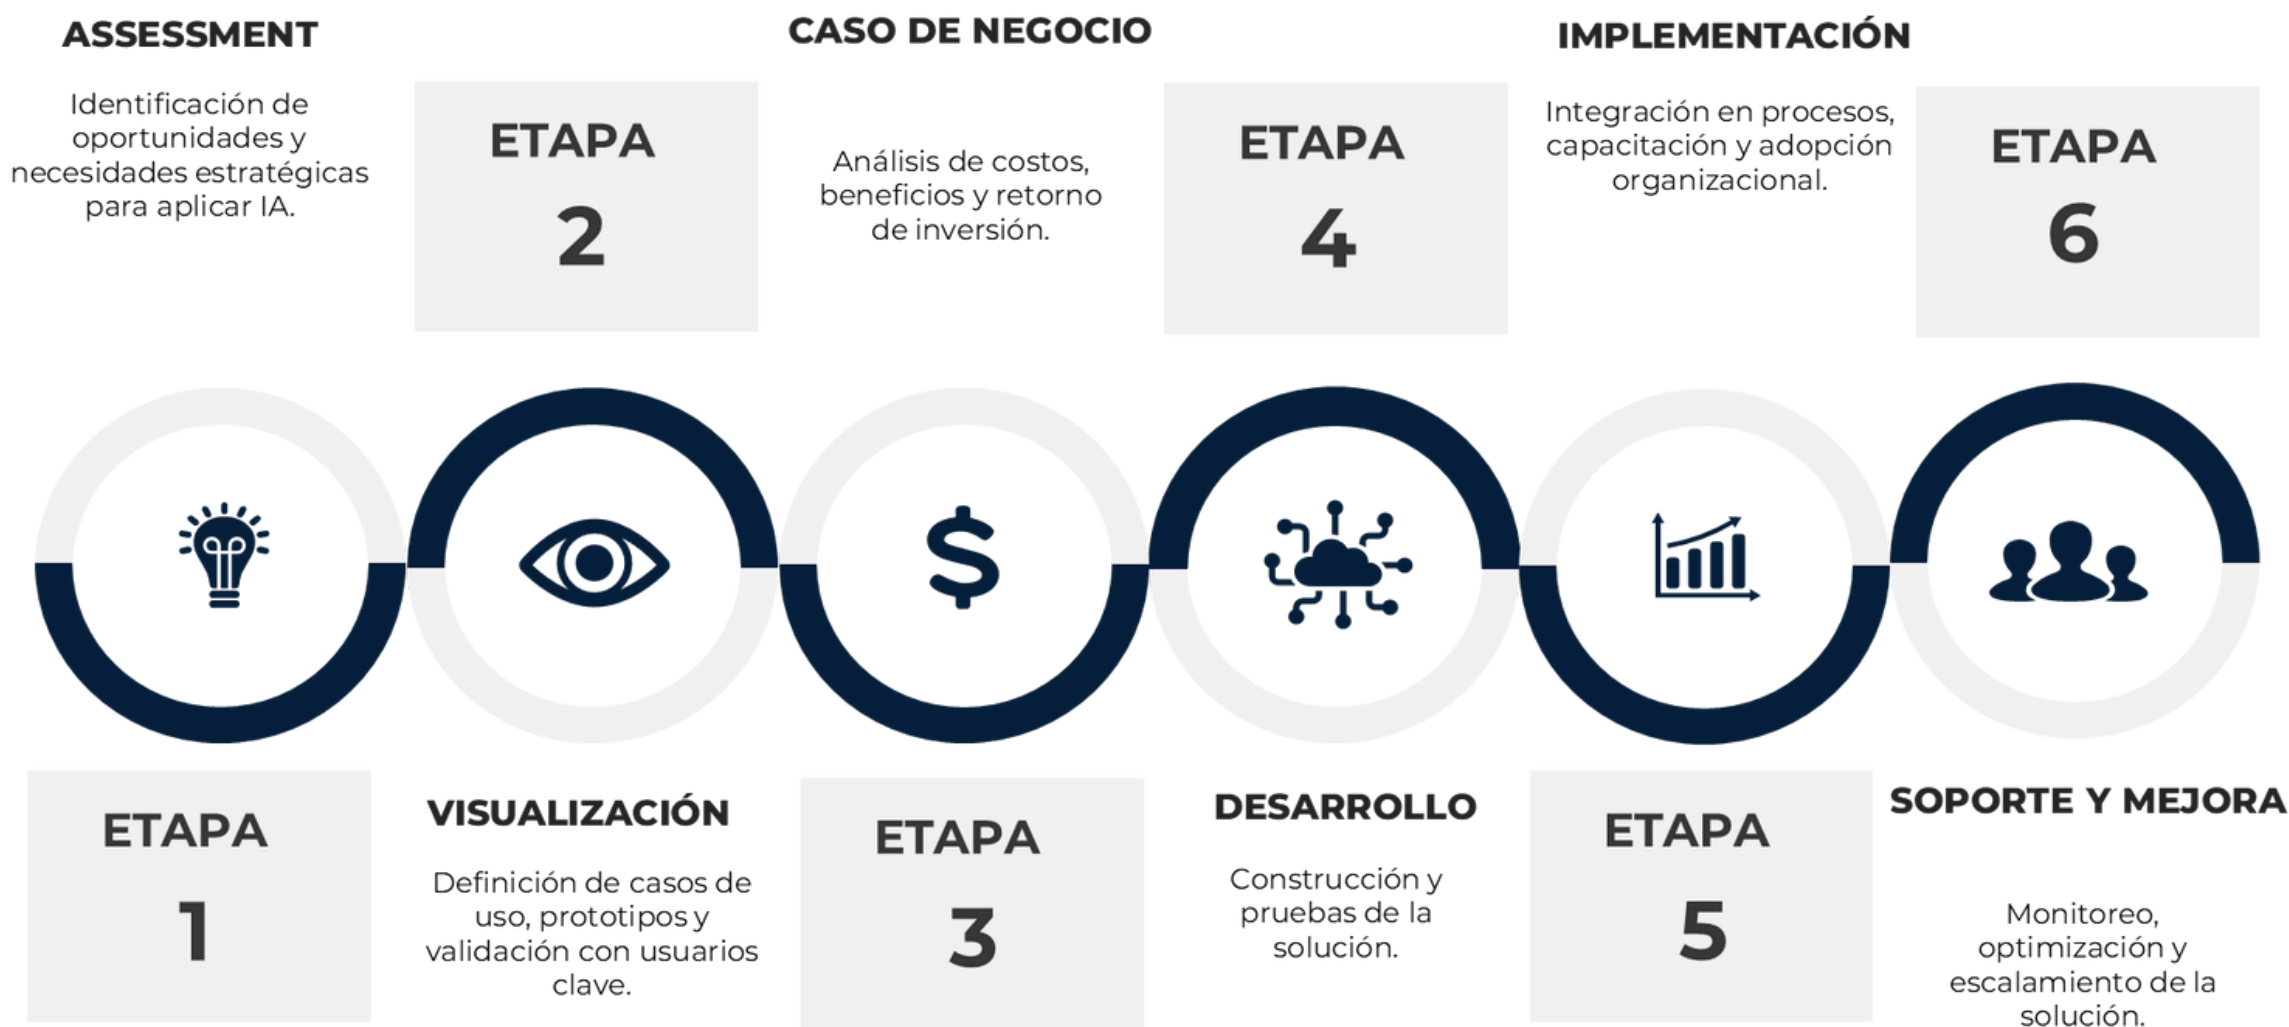 ASSESSMENT
Identificación de
oportunidades y
necesidades estratégicas
para aplicar IA.
ETAPA
1
ETAPA
2
VISUALIZACIÓN
Definición de casos de
uso, prototipos y
validación con usuarios
clave.
CASO DE NEGOCIO
Análisis de costos,
beneficios y retorno
de inversión.
$
ETAPA
3
ETAPA
4
DESARROLLO
Construcción y
pruebas de la
solución.
IMPLEMENTACIÓN
Integración en procesos,
capacitación y adopción
organizacional.
ETAPA
5
ETAPA
6
SOPORTE Y MEJORA
Monitoreo,
optimización y
escalamiento de la
solución.